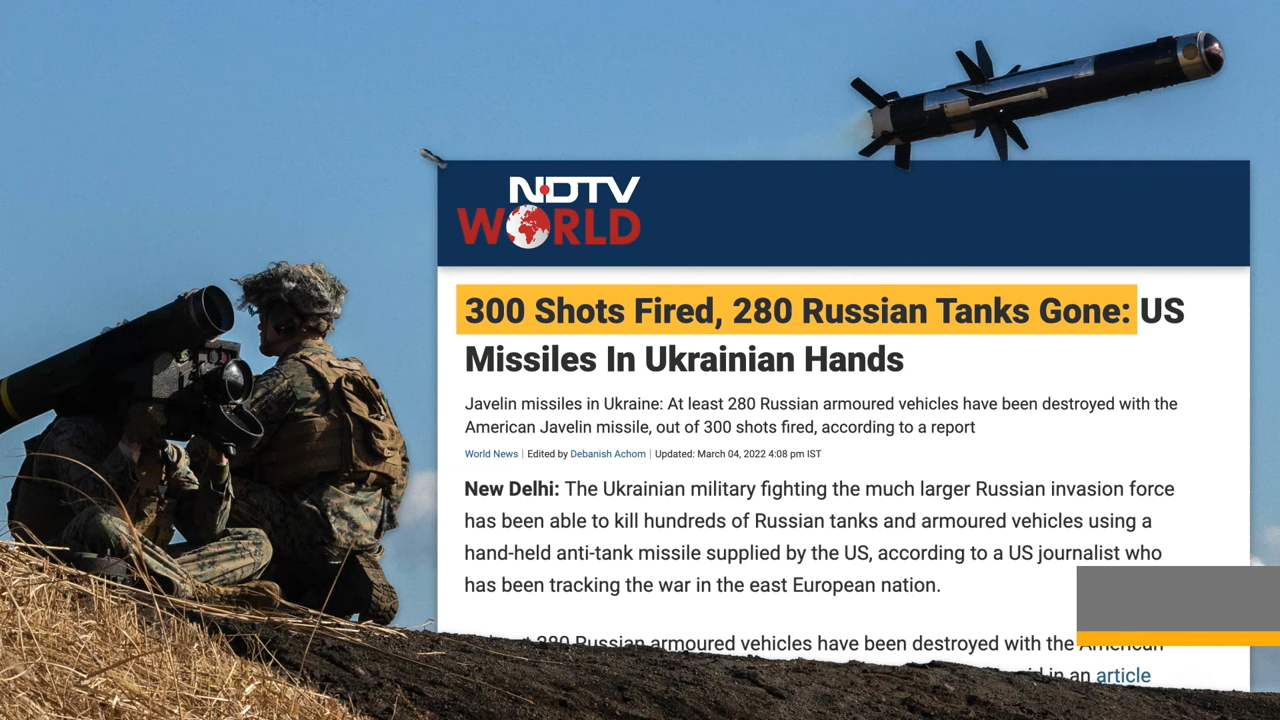 NDTV
WORLD
300 Shots Fired, 280 Russian Tanks Gone: US
Missiles In Ukrainian Hands
Javelin missiles in Ukraine: At least 280 Russian armoured vehicles have been destroyed with the
American Javelin missile, out of 300 shots fired, according to a report
World News | Edited by Debanish Achom | Updated: March 04, 2022 4:08 pm IST
New Delhi: The Ukrainian military fighting the much larger Russian invasion force
has been able to kill hundreds of Russian tanks and armoured vehicles using a
hand-held anti-tank missile supplied by the US, according to a US journalist who
has been tracking the war in the east European nation.
280 Russian armoured vehicles have been destroyed with the American
in an article